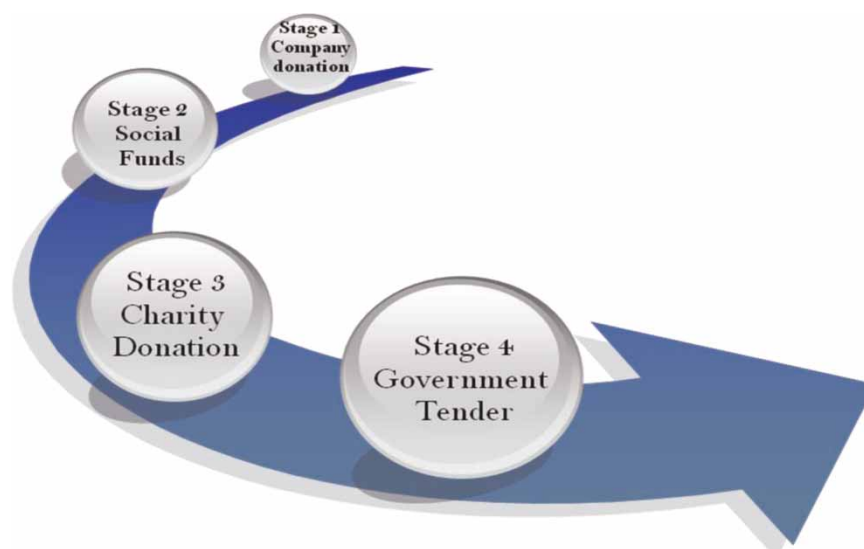 Stage 1
Company
donation
Stage 2
Social
Funds
Stage 3
Charity
Donation
Stage 4
Government
Tender